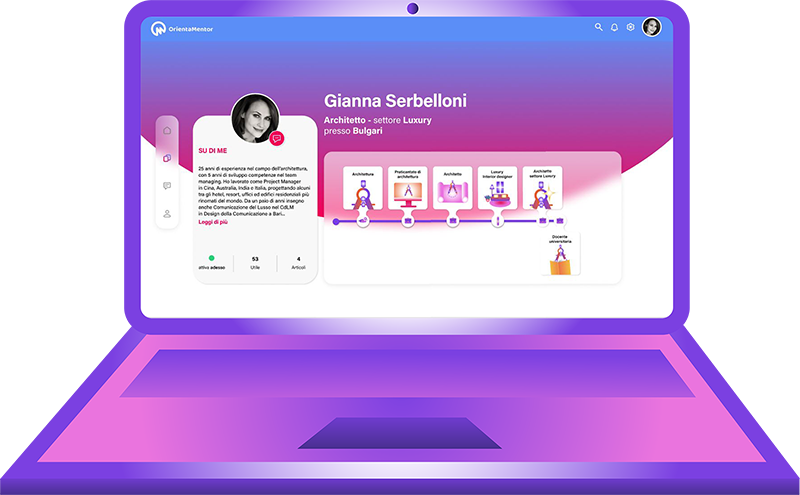 OrientaMentor
Gianna Serbelloni
Architetto - settore Luxury
presso Bulgari
SU DI ME
25 anni di esperienza nel campo dell'architettura,
con 5 anni di sviluppo competenze nel team
managing. Ho lavorato come Project Manager
in Cina, Australia, India e Italia, progettando alcuni
tra gli hotel, resort, uffici ed edifici residenziali più
rinomati del mondo. Da un paio di anni insegno
anche Comunicazione del Lusso nel CdLM
in Design della Comunicazione a Bari...
Leggi di più
attivo adesso
53
Utile
4
Articoli
Architettura
Praticantato di
architettura
Architetto
Luxury
Interior designer
Architetto
settore Luxury
Docente
universitaria